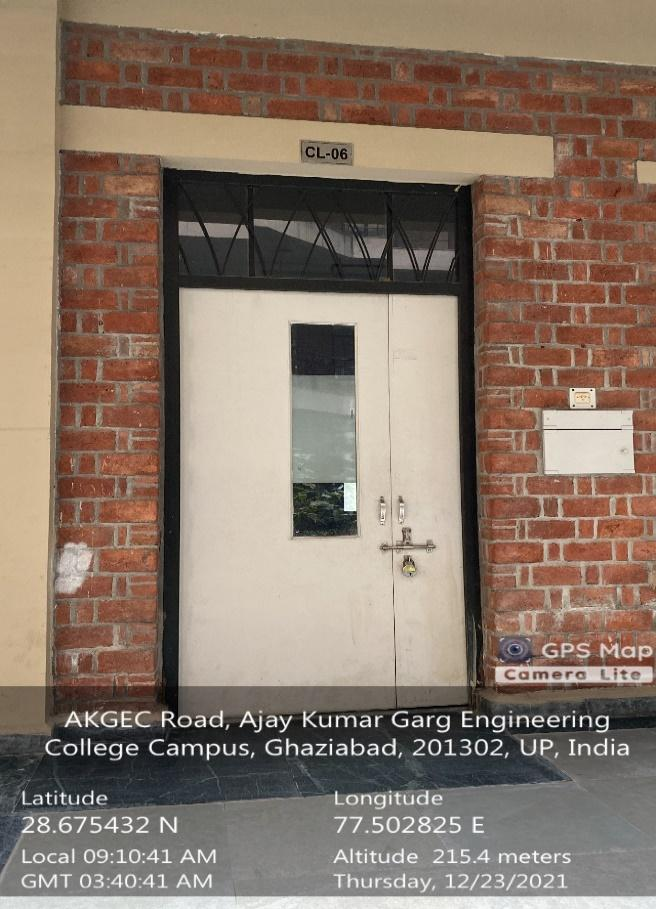 CL-06
GPS Map
Camera Lite
AKGEC Road, Ajay Kumar Garg Engineering
College Campus, Ghaziabad, 201302, UP, India
Latitude
Longitude
28.675432 N
77.502825 E
Local 09:10:41 AM
Altitude 215.4 meters
GMT 03:40:41 AM
Thursday, 12/23/2021